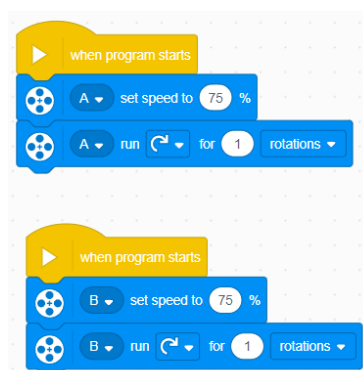 when program starts
A set speed to 75 %
A run for 1 rotations
when program starts
B set speed to 75 %
B run for 1 rotations